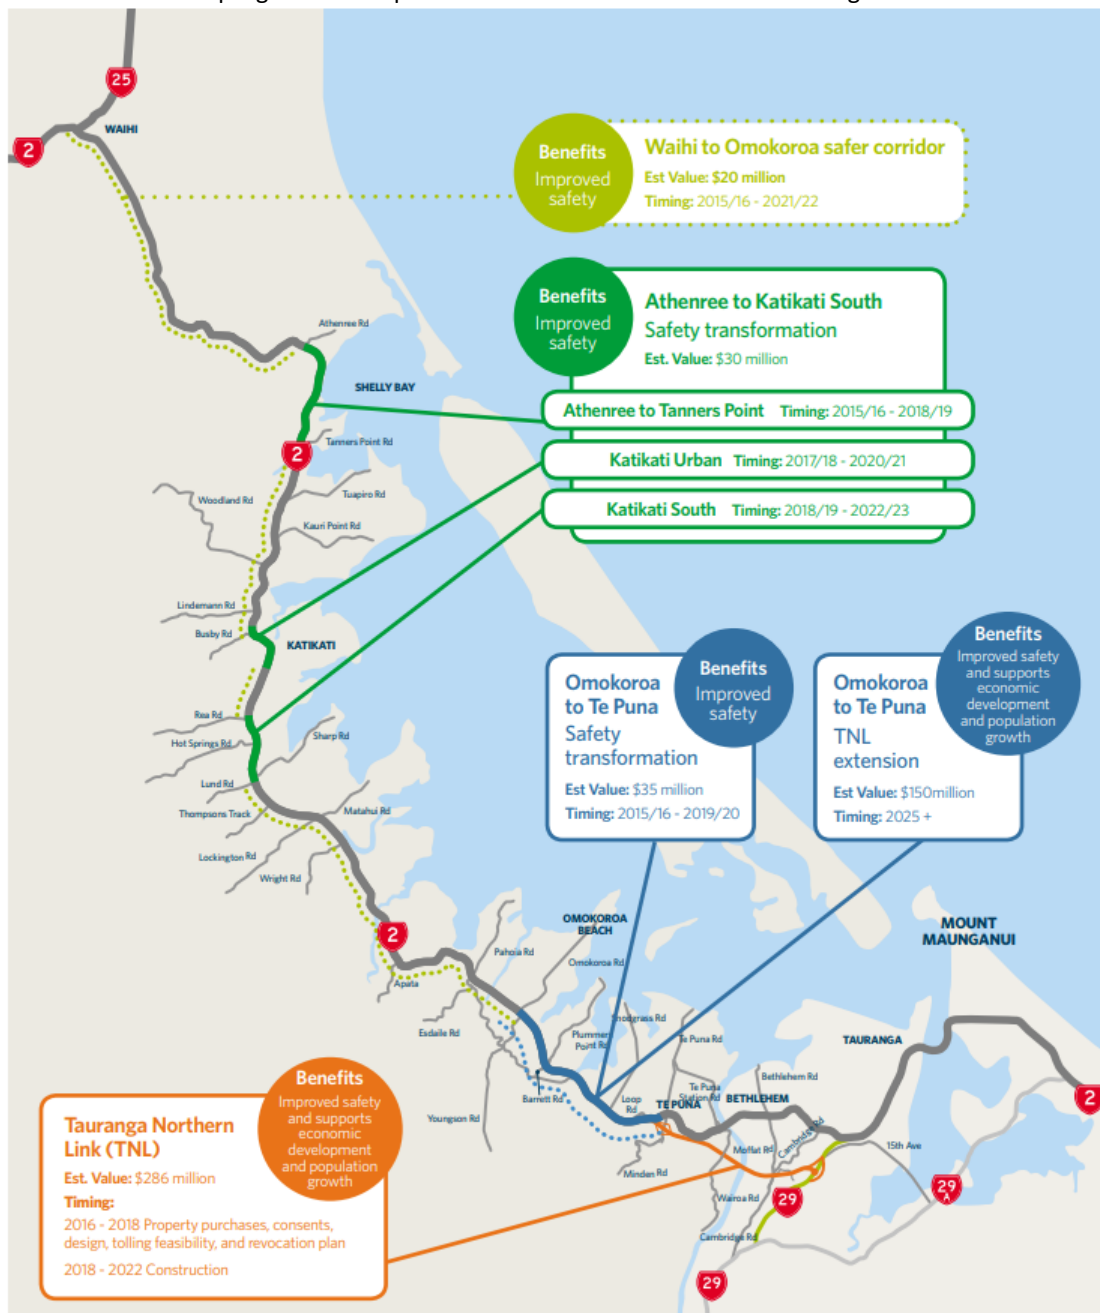 25
WAIHI
2
Benefits
Improved
safety
Waihi to Omokoroa safer corridor
Est Value: $20 million
Timing: 2015/16 - 2021/22
Benefits
Improved
safety
Athenree to Katikati South
Safety transformation
Est. Value: $30 million
Athenree to Tanners Point Timing: 2015/16 - 2018/19
Katikati Urban Timing: 2017/18 - 2020/21
Katikati South Timing: 2018/19 - 2022/23
Athenree Rd
SHELLY BAY
2
Tanners Point Rd
Woodland Rd
Tuapiro Rd
Kauri Point Rd
Lindemann Rd
Busby Rd
KATIKATI
Rea Rd
Hot Springs Rd
Sharp Rd
Lund Rd
Thompsons Track
Matahui Rd
Lockington Rd
Wright Rd
Omokoroa
to Te Puna
Safety
transformation
Est Value: $35 million
Timing: 2015/16 - 2019/20
Benefits
Improved
safety
Omokoroa
to Te Puna
TNL
extension
Est Value: $150million
Timing: 2025 +
Benefits
Improved safety
and supports
economic
development
and population
growth
2
OMOKOROA
BEACH
MOUNT
MAUNGANUI
Pahoia Rd
Omokoroa Rd
Apata
Esdaile Rd
Plummer
Point Rd
Snodgrass Rd
Te Puna Rd
TAURANGA
Te Puna
Station Rd
Bethlehem Rd
Barrett Rd
Loop
Rd
TE PUNA
BETHLEHEM
2
Youngson Rd
Cambridge Rd
15th Ave
Moffat Rd
Minden Rd
Wairoa Rd
29
29
A
Cambridge Rd
29
Tauranga Northern
Link (TNL)
Est. Value: $286 million
Timing:
2016 - 2018 Property purchases, consents,
design, tolling feasibility, and revocation plan
2018 - 2022 Construction
Benefits
Improved safety
and supports
economic
development
and population
growth